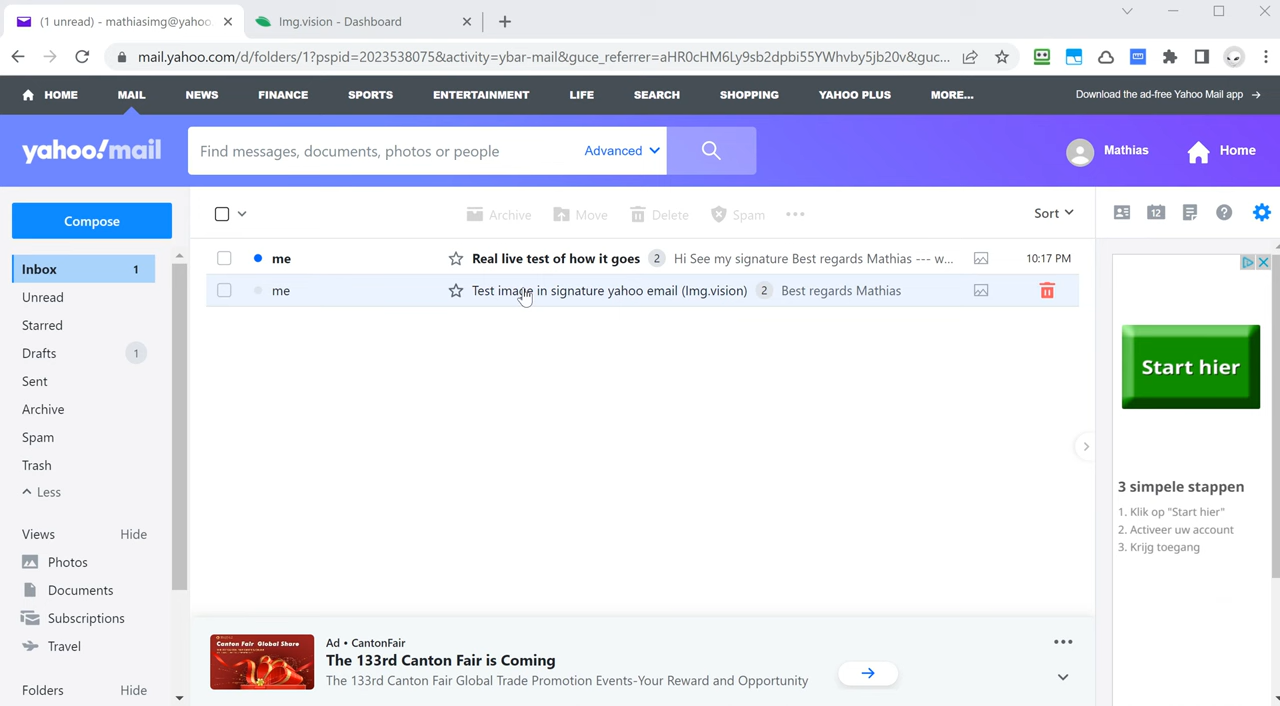 (1 unread) - mathiasimg@yahoo.
Img.vision - Dashboard
mail.yahoo.com/d/folders/1?pspid=2023538075&activity=ybar-mail&guce_referrer=aHR0cHM6Ly9sb2dpbi55YWhvby5jb20v&guc...
HOME MAIL NEWS FINANCE SPORTS ENTERTAINMENT LIFE SEARCH SHOPPING YAHOO PLUS MORE... Download the ad-free Yahoo Mail app →
yahoo!mail Find messages, documents, photos or people Advanced Mathias Home
Compose
Archive Move Delete Spam ••• Sort
12
Inbox 1
Unread
Starred
Drafts 1
Sent
Archive
Spam
Trash
Less
Views Hide
Photos
Documents
Subscriptions
Travel
Folders Hide
me Real live test of how it goes 2 Hi See my signature Best regards Mathias --- w... 10:17 PM
me Test image in signature yahoo email (Img.vision) 2 Best regards Mathias
Canton Fair Global Share
Ad • CantonFair
The 133rd Canton Fair is Coming
The 133rd Canton Fair Global Trade Promotion Events-Your Reward and Opportunity
Start hier
3 simpele stappen
1. Klik op "Start hier"
2. Activeer uw account
3. Krijg toegang